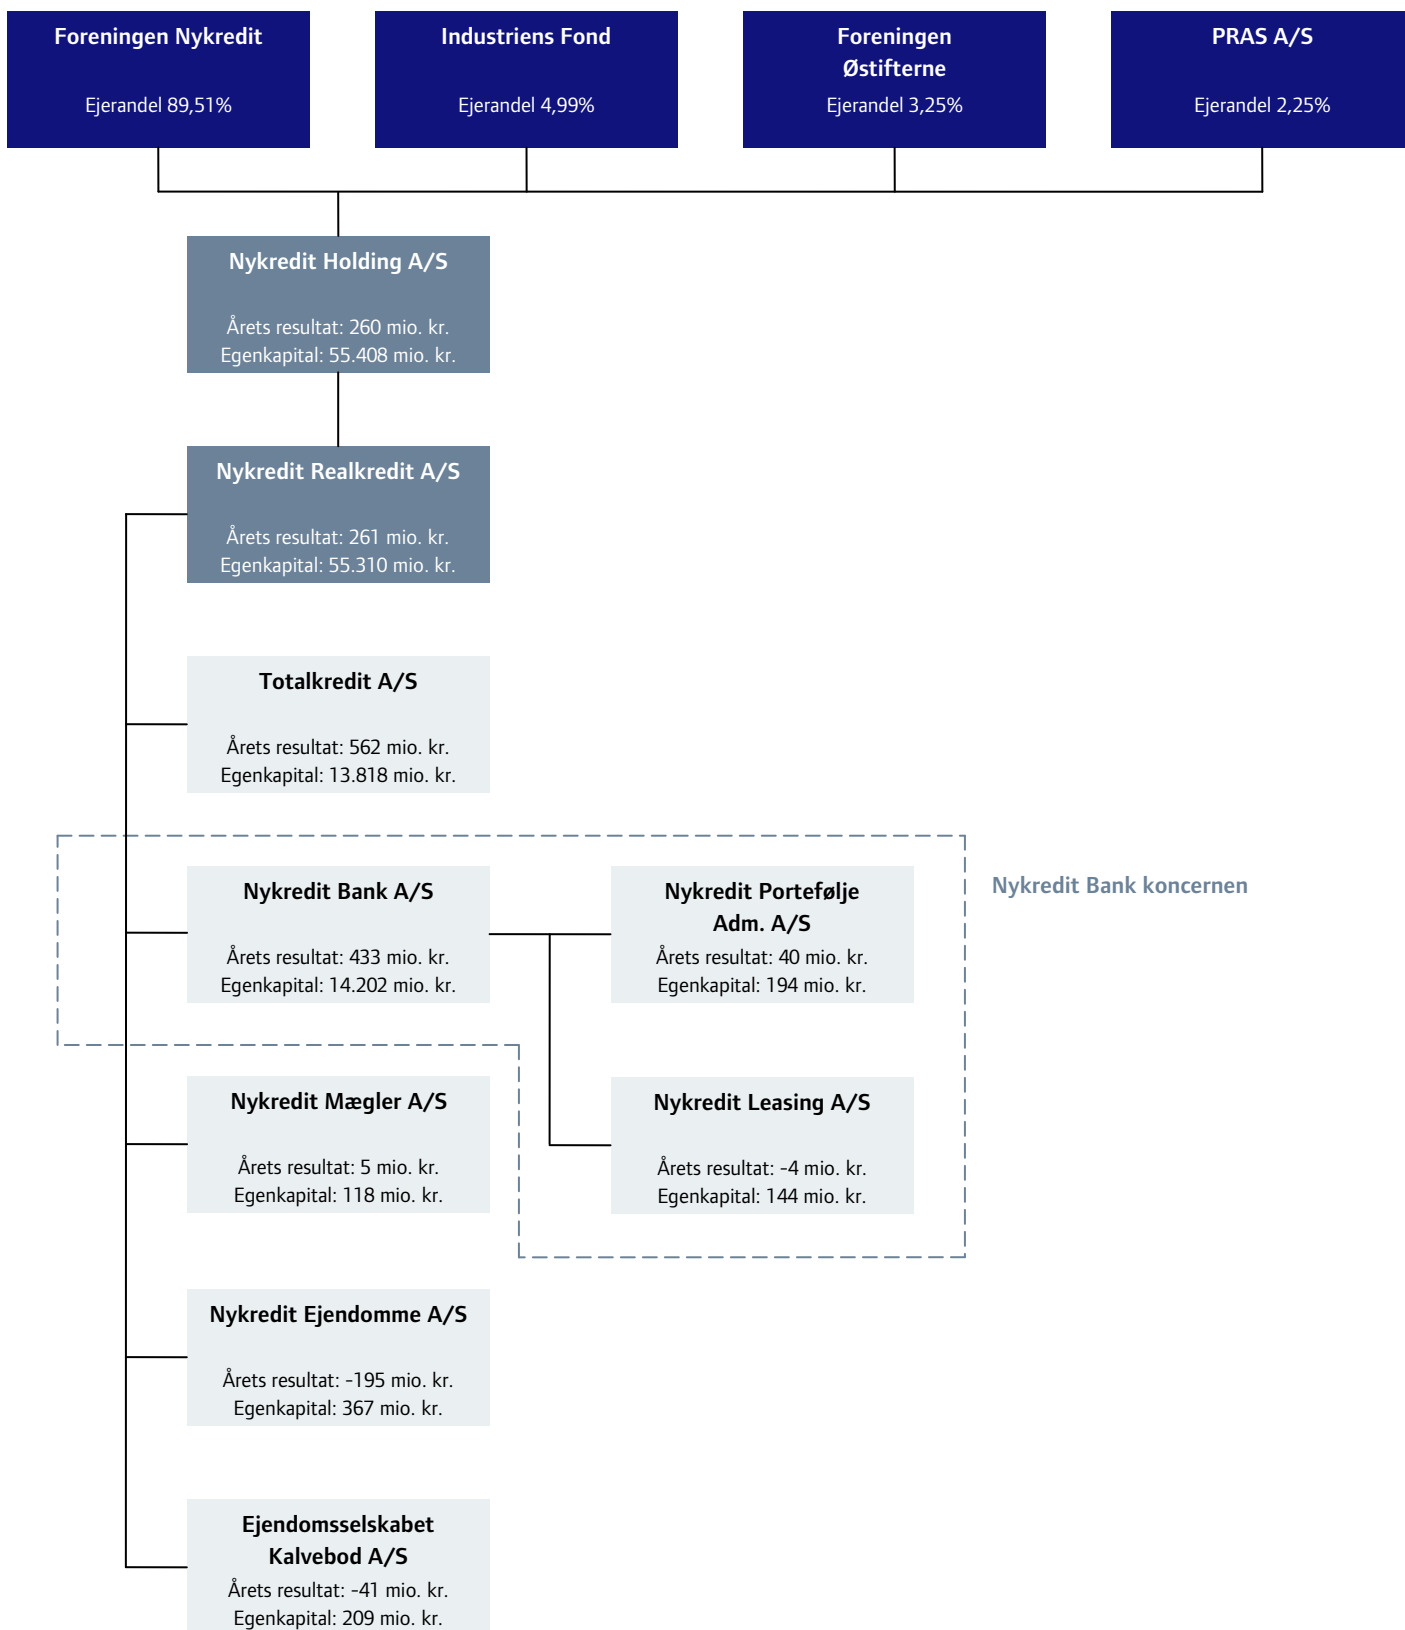 Foreningen Nykredit
Ejerandel 89,51%
Industriens Fond
Ejerandel 4,99%
Foreningen
Østifterne
Ejerandel 3,25%
PRAS A/S
Ejerandel 2,25%
Nykredit Holding A/S
Årets resultat: 260 mio. kr.
Egenkapital: 55.408 mio. kr.
Nykredit Realkredit A/S
Årets resultat: 261 mio. kr.
Egenkapital: 55.310 mio. kr.
Totalkredit A/S
Årets resultat: 562 mio. kr.
Egenkapital: 13.818 mio. kr.
Nykredit Bank A/S
Årets resultat: 433 mio. kr.
Egenkapital: 14.202 mio. kr.
Nykredit Portefølje
Adm. A/S
Årets resultat: 40 mio. kr.
Egenkapital: 194 mio. kr.
Nykredit Bank koncernen
Nykredit Mægler A/S
Årets resultat: 5 mio. kr.
Egenkapital: 118 mio. kr.
Nykredit Leasing A/S
Årets resultat: -4 mio. kr.
Egenkapital: 144 mio. kr.
Nykredit Ejendomme A/S
Årets resultat: -195 mio. kr.
Egenkapital: 367 mio. kr.
Ejendomsselskabet
Kalvebod A/S
Årets resultat: -41 mio. kr.
Egenkapital: 209 mio. kr.